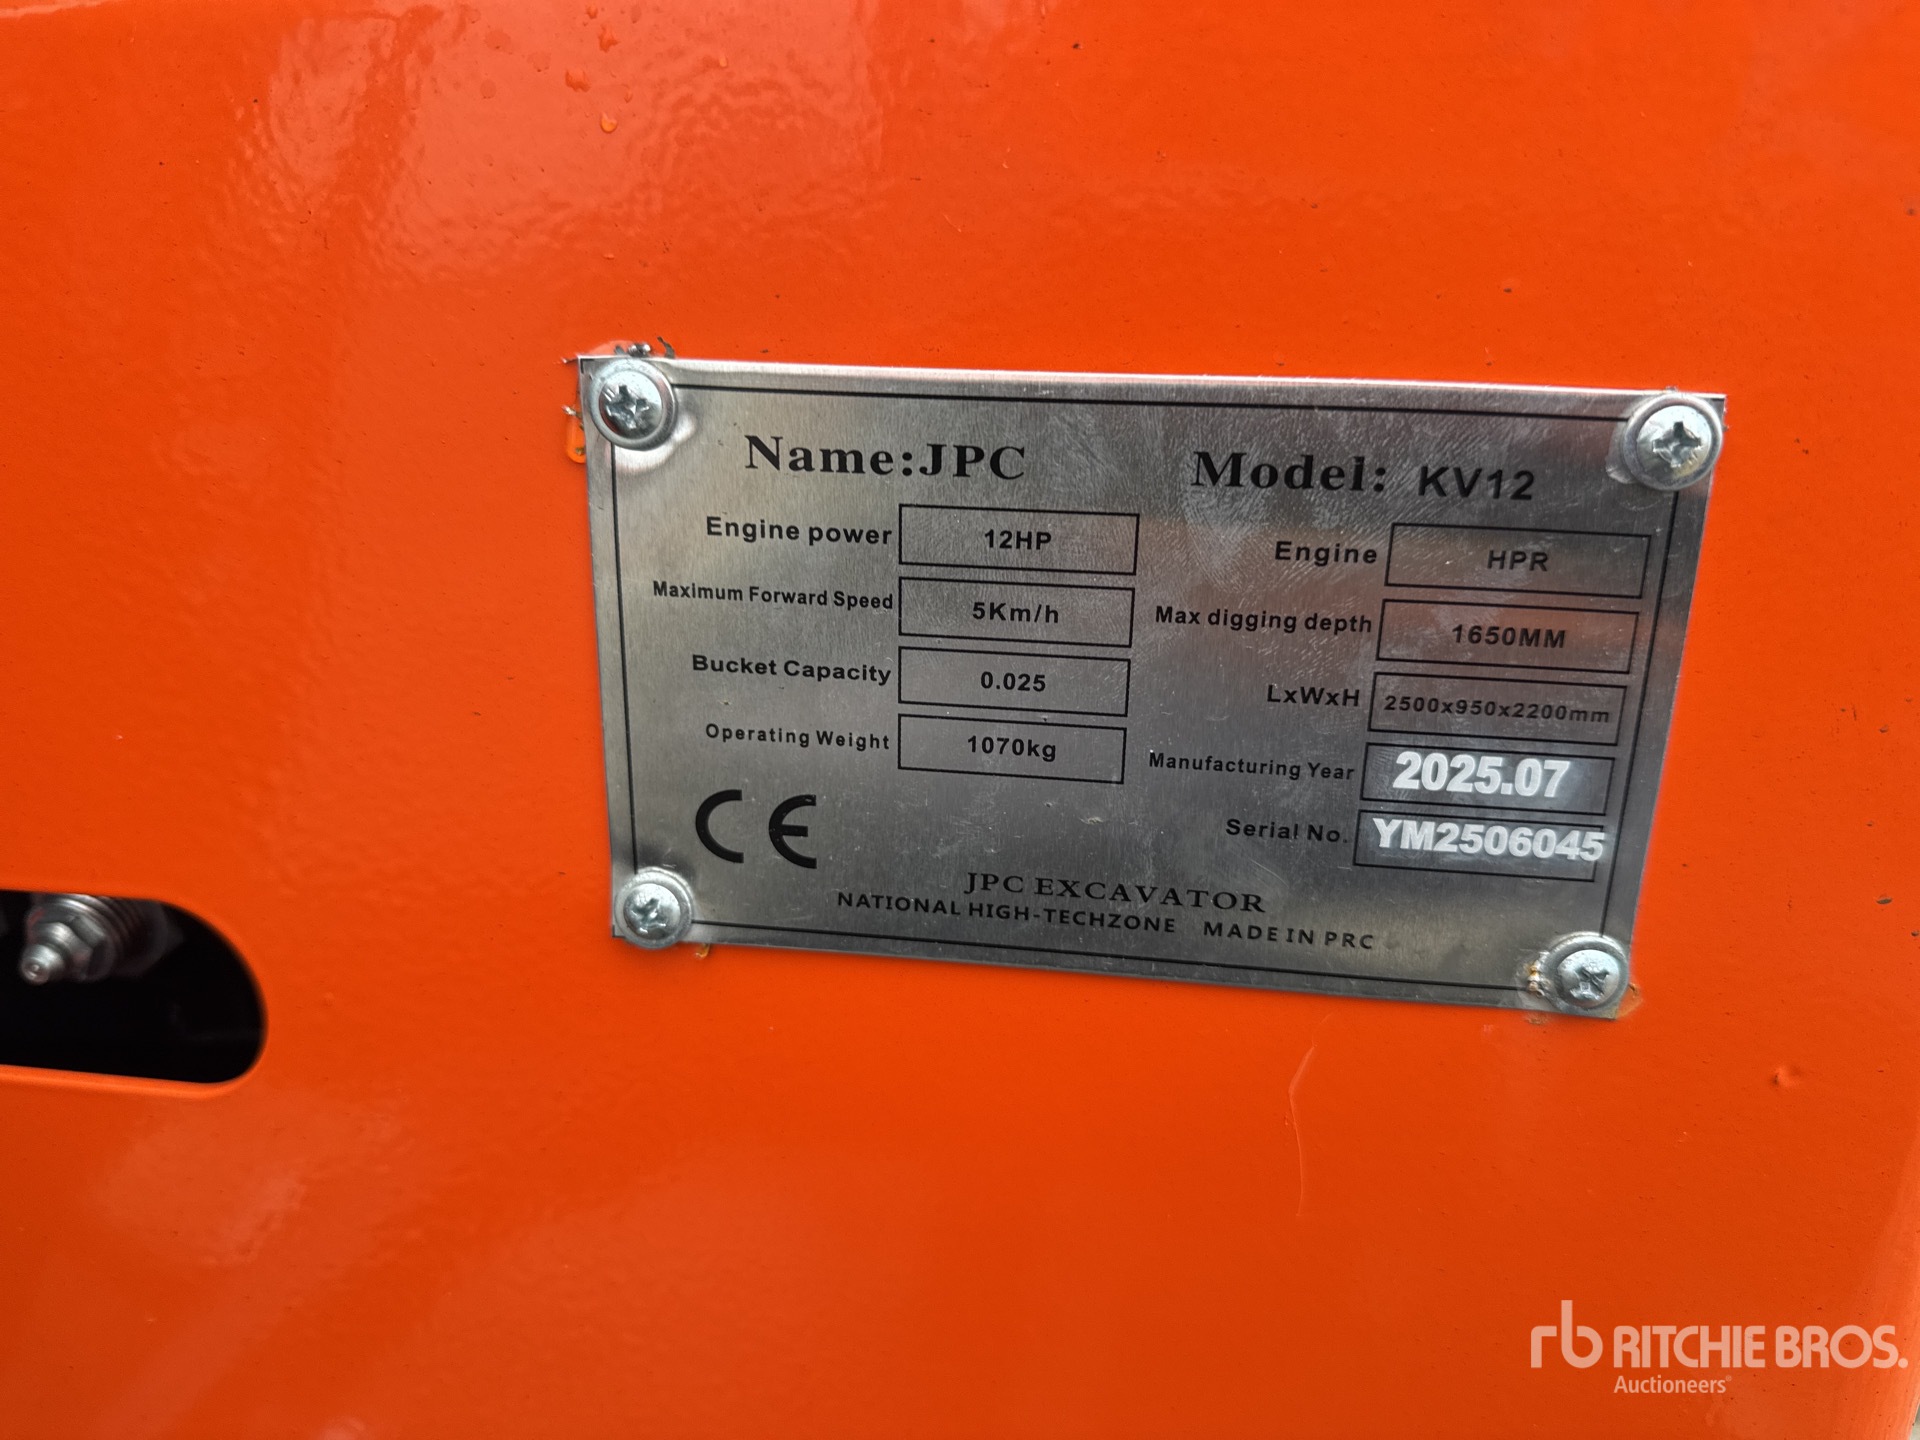 Name:JPC Model: KV12
Engine power 12HP Engine HPR
Maximum Forward Speed 5Km/h Max digging depth 1650MM
Bucket Capacity 0.025 LxWxH 2500x950x2200mm
Operating Weight 1070kg Manufacturing Year 2025.07
Serial No. YM2506045
CE
JPC EXCAVATOR
NATIONAL HIGH-TECHZONE MADE IN PRC
rb RITCHIE BROS.
Auctioneers